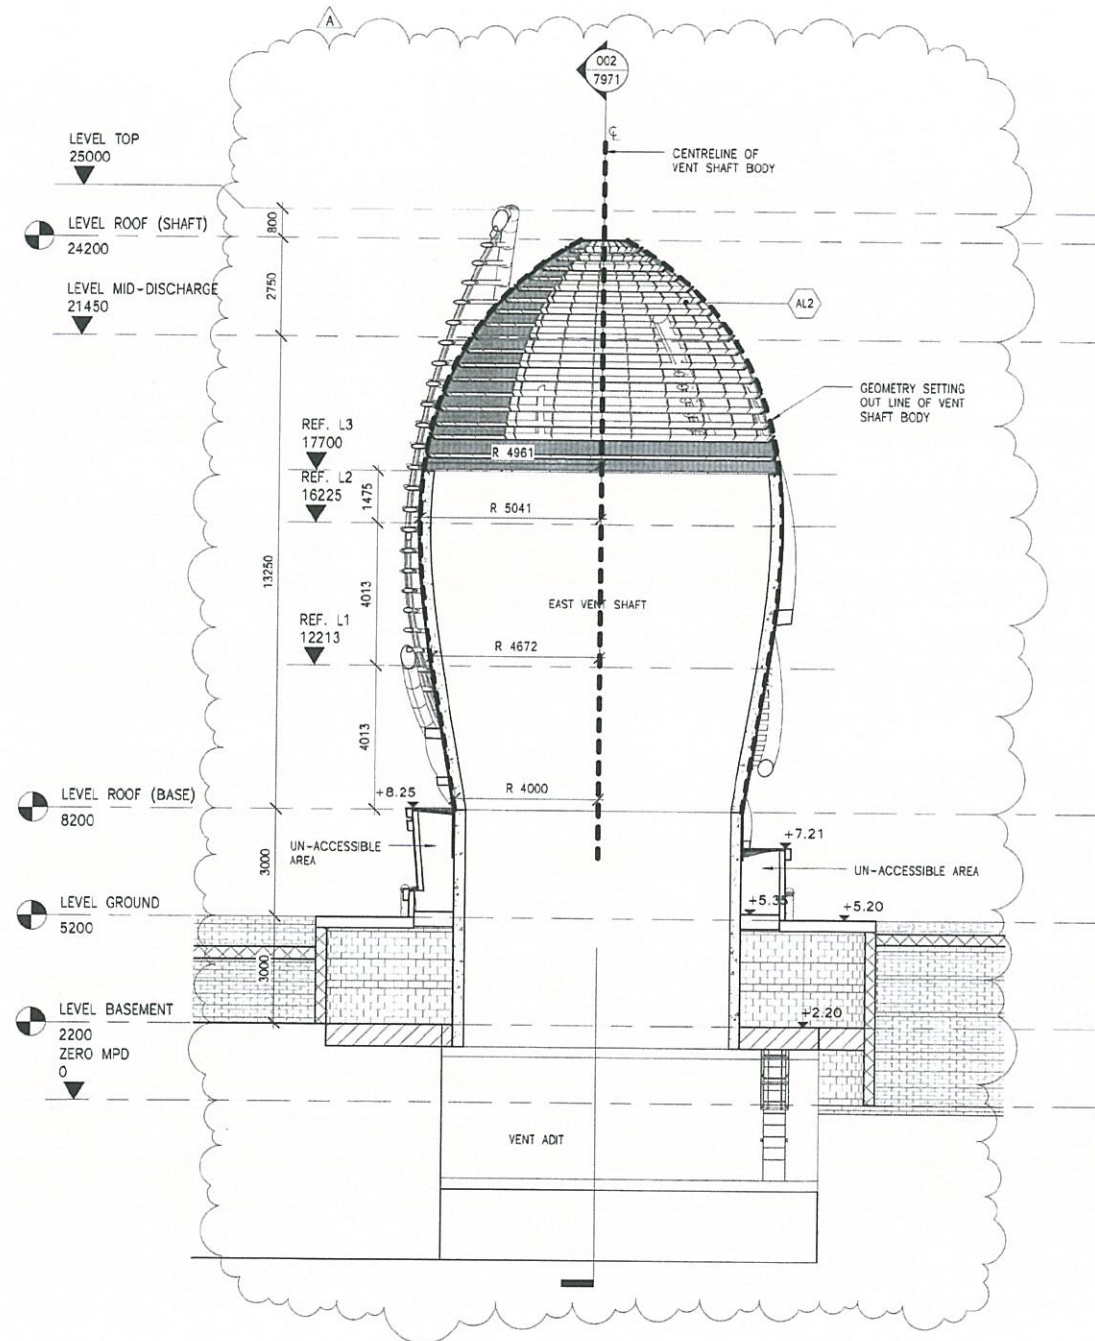 A
002
7971
LEVEL TOP
25000
℄
CENTRELINE OF
VENT SHAFT BODY
800
LEVEL ROOF (SHAFT)
24200
2750
LEVEL MID-DISCHARGE
21450
AL2
GEOMETRY SETTING
OUT LINE OF VENT
SHAFT BODY
REF. L3
17700
R 4961
REF. L2
16225
1475
R 5041
13250
4013
EAST VENT SHAFT
REF. L1
12213
R 4672
4013
LEVEL ROOF (BASE)
8200
+8.25
R 4000
UN-ACCESSIBLE
AREA
+7.21
UN-ACCESSIBLE AREA
3000
LEVEL GROUND
5200
+5.35
+5.20
3000
LEVEL BASEMENT
2200
+2.20
ZERO MPD
0
VENT ADIT